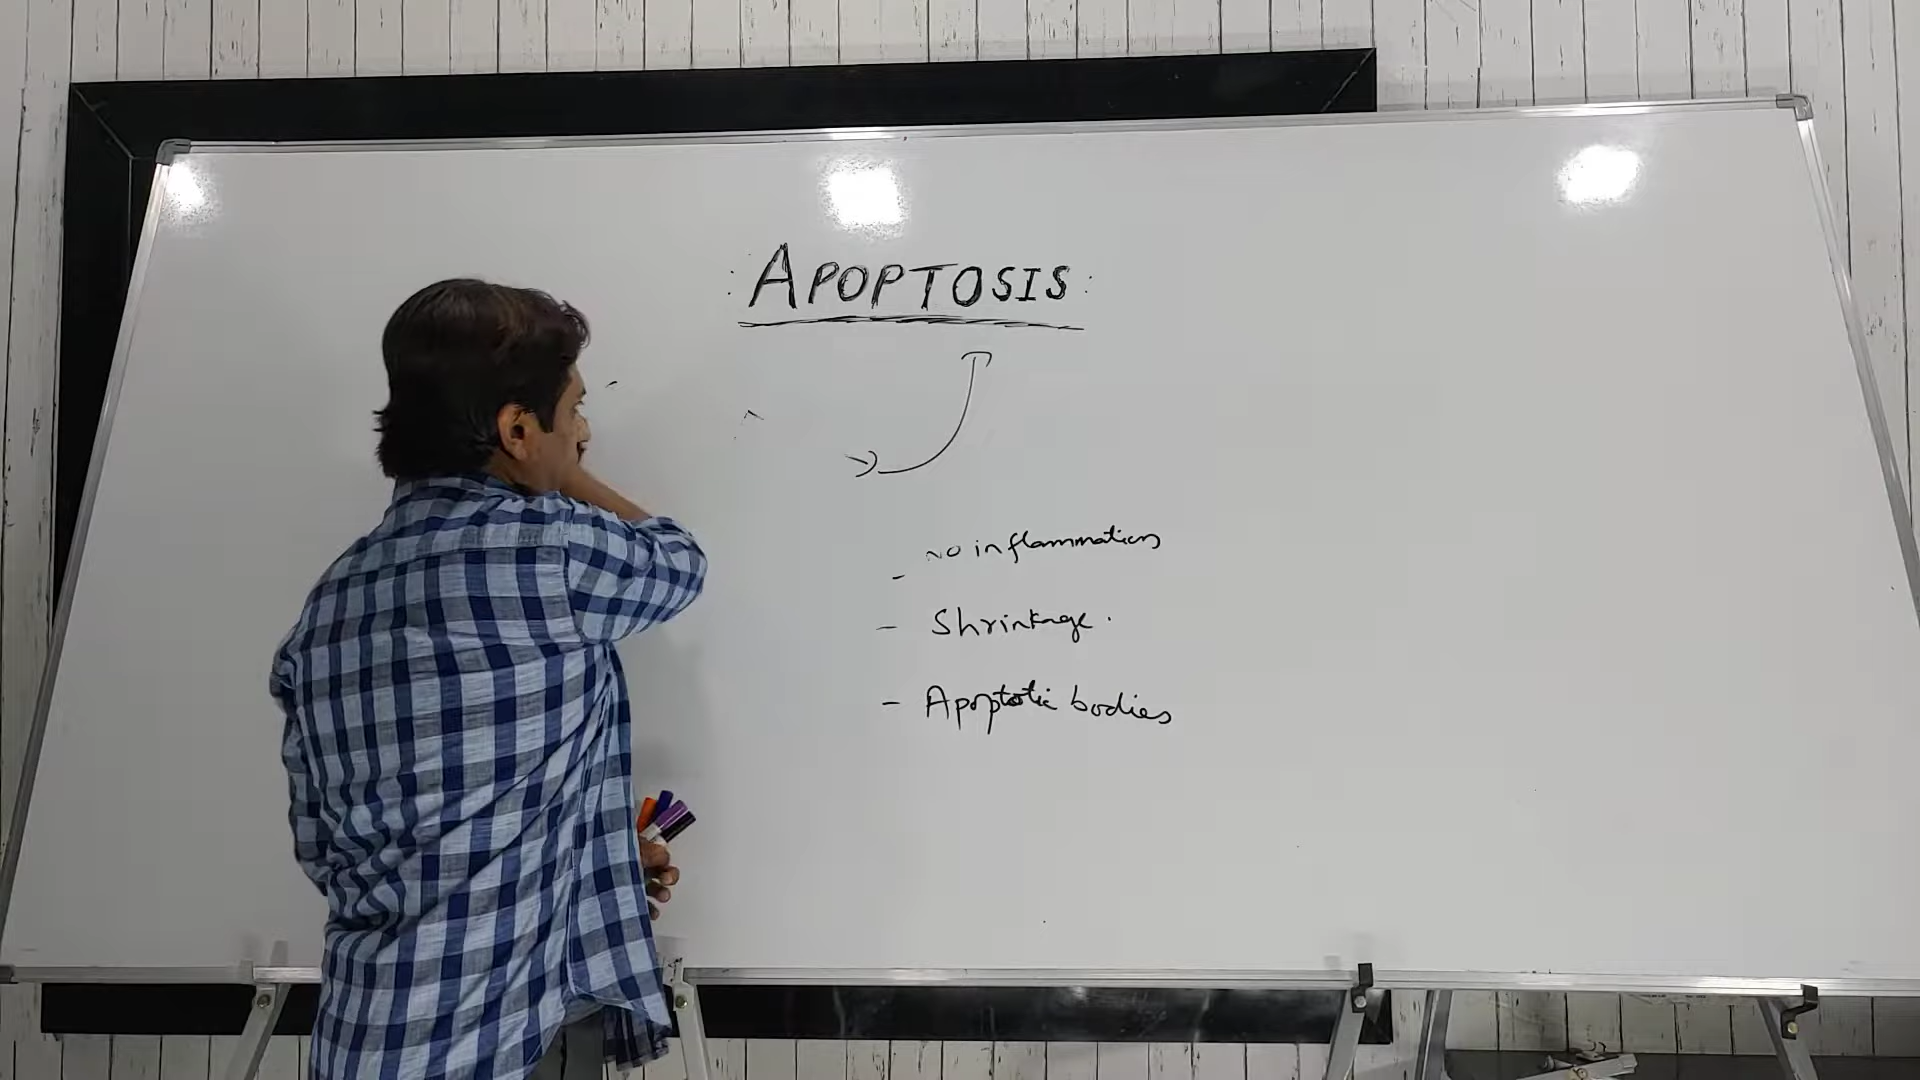 APOPTOSIS
No inflammation
- Shrinkage.
- Apoptotic bodies